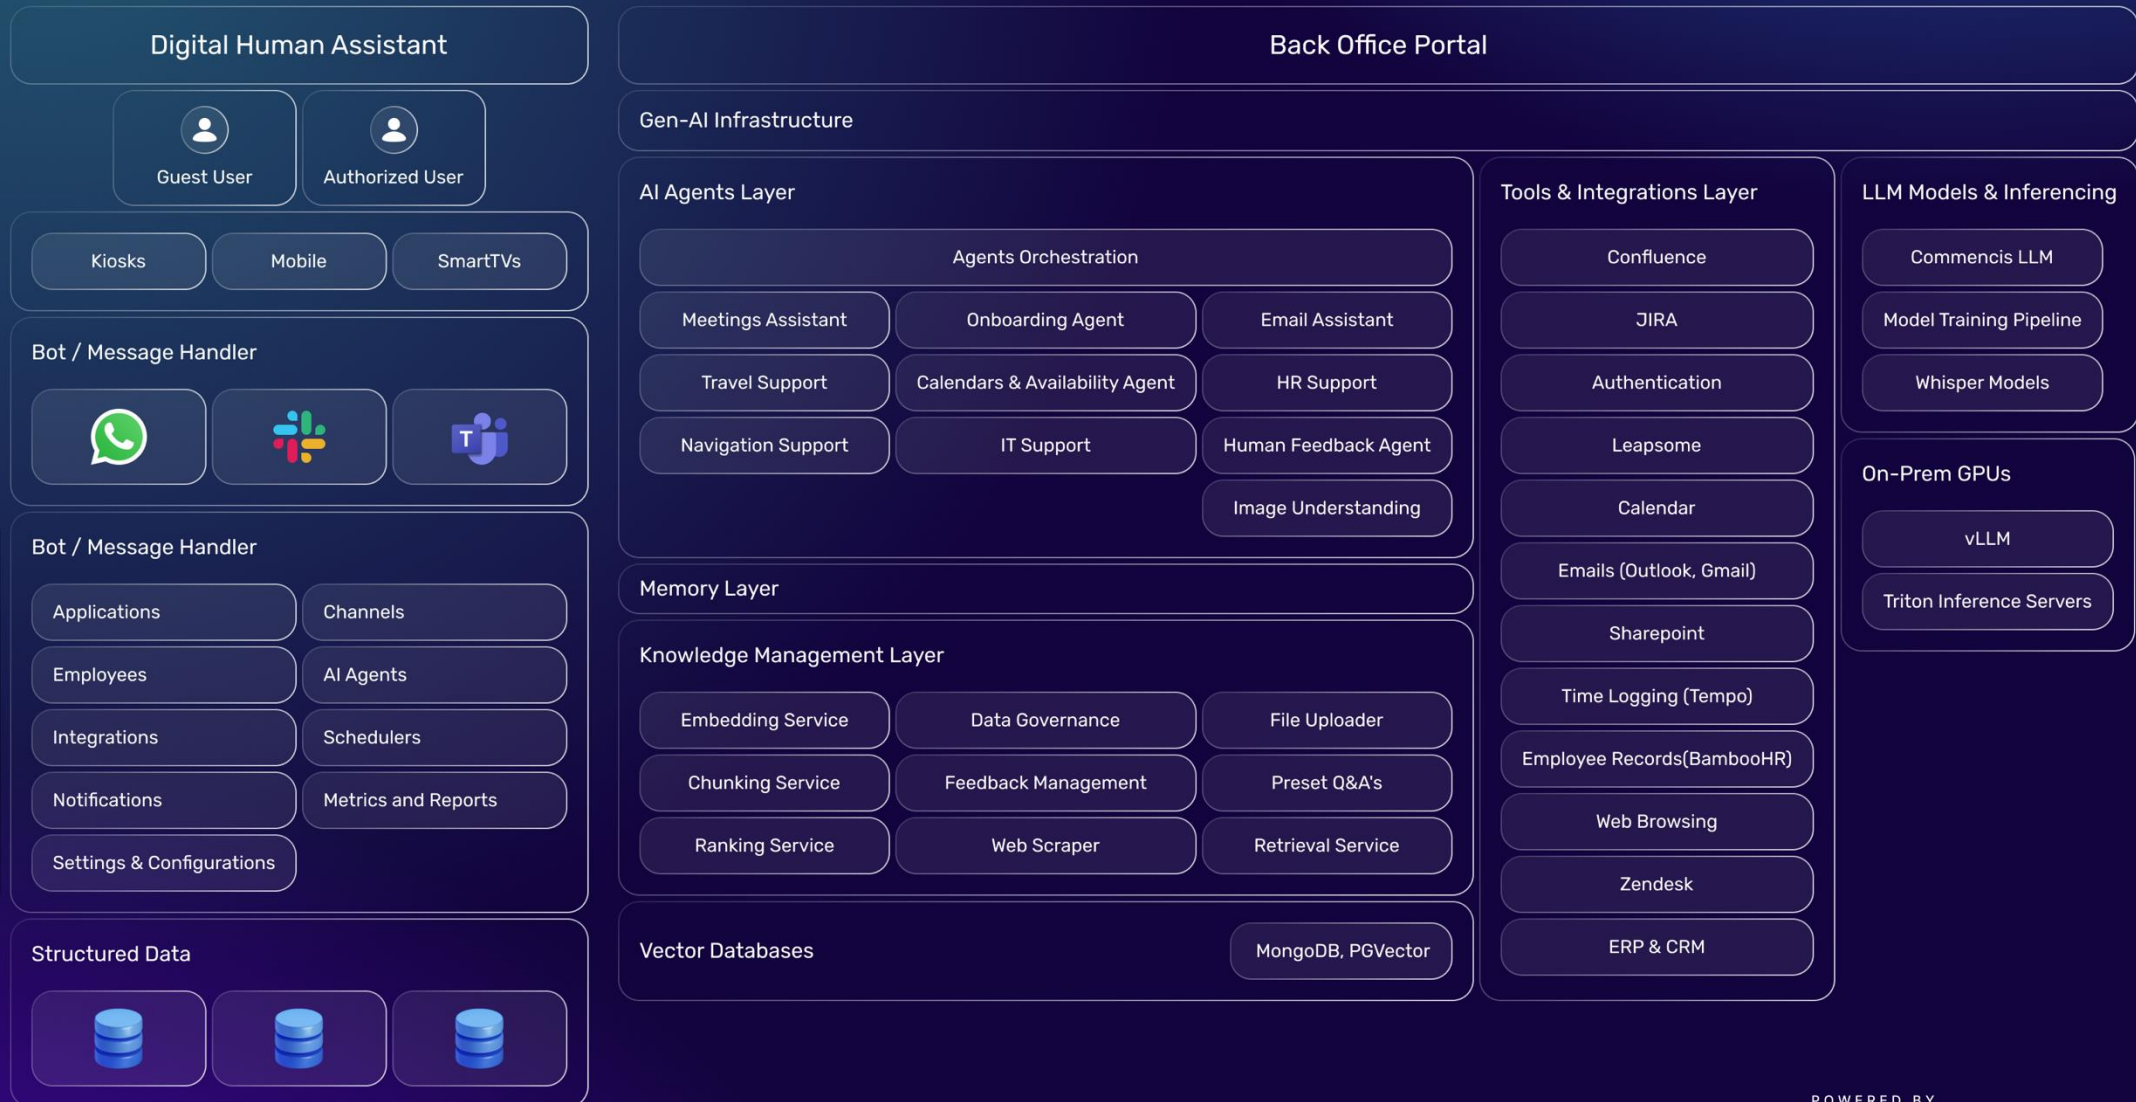 Digital Human Assistant
Guest User
Authorized User
Kiosks
Mobile
SmartTVs
Bot / Message Handler
T
Bot / Message Handler
Applications
Channels
Employees
AI Agents
Integrations
Schedulers
Notifications
Metrics and Reports
Settings & Configurations
Structured Data
Back Office Portal
Gen-AI Infrastructure
AI Agents Layer
Agents Orchestration
Meetings Assistant
Onboarding Agent
Email Assistant
Travel Support
Calendars & Availability Agent
HR Support
Navigation Support
IT Support
Human Feedback Agent
Image Understanding
Memory Layer
Knowledge Management Layer
Embedding Service
Data Governance
File Uploader
Chunking Service
Feedback Management
Preset Q&A's
Ranking Service
Web Scraper
Retrieval Service
Vector Databases
MongoDB, PGVector
Tools & Integrations Layer
Confluence
JIRA
Authentication
Leapsome
Calendar
Emails (Outlook, Gmail)
Sharepoint
Time Logging (Tempo)
Employee Records(BambooHR)
Web Browsing
Zendesk
ERP & CRM
LLM Models & Inferencing
Commencis LLM
Model Training Pipeline
Whisper Models
On-Prem GPUs
vLLM
Triton Inference Servers
POWERED BY